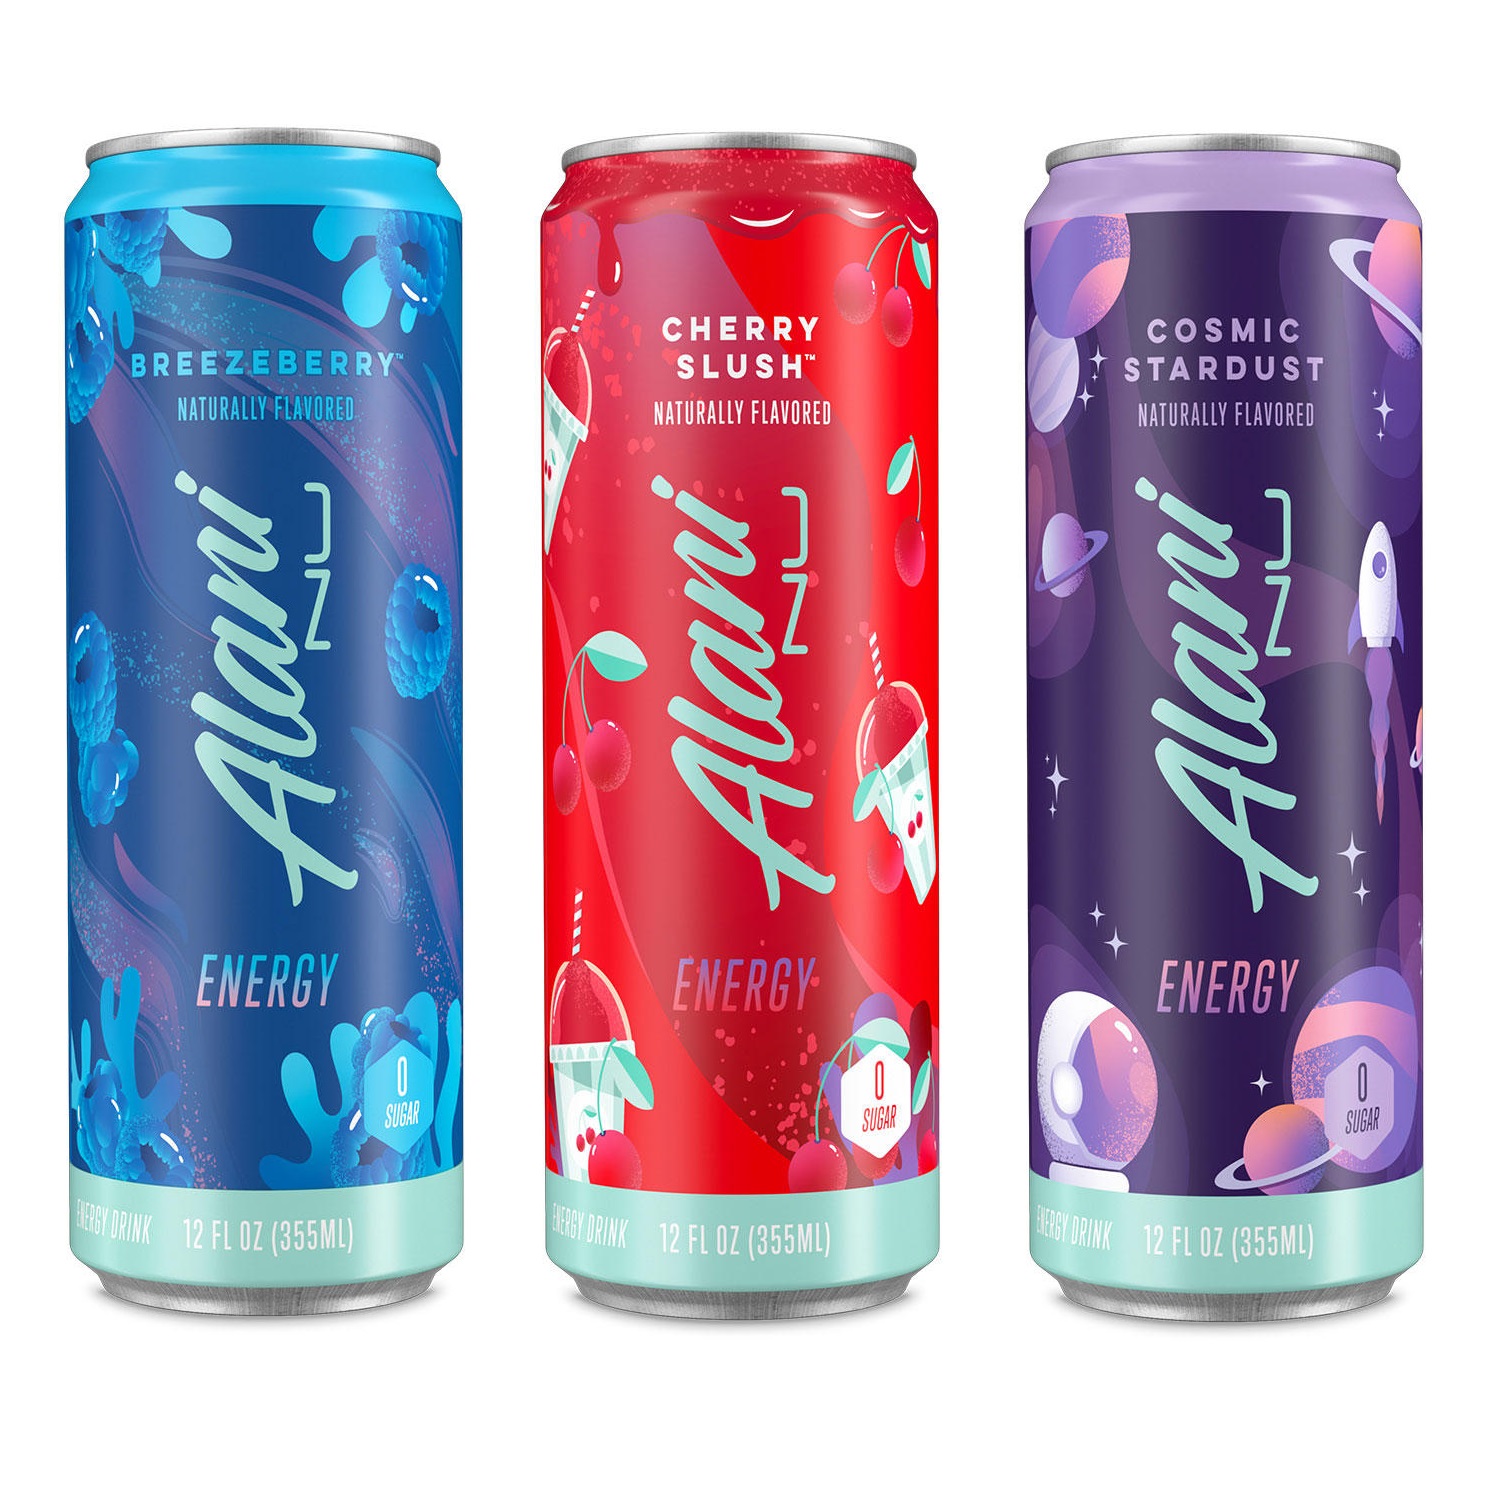 BREEZEBERRY™
NATURALLY FLAVORED
Alani
NU
ENERGY
0
SUGAR
ENERGY DRINK 12 FL OZ (355ML)
CHERRY
SLUSH™
NATURALLY FLAVORED
Alani
NU
ENERGY
0
SUGAR
ENERGY DRINK 12 FL OZ (355ML)
COSMIC
STARDUST
NATURALLY FLAVORED
Alani
NU
ENERGY
0
SUGAR
ENERGY DRINK 12 FL OZ (355ML)